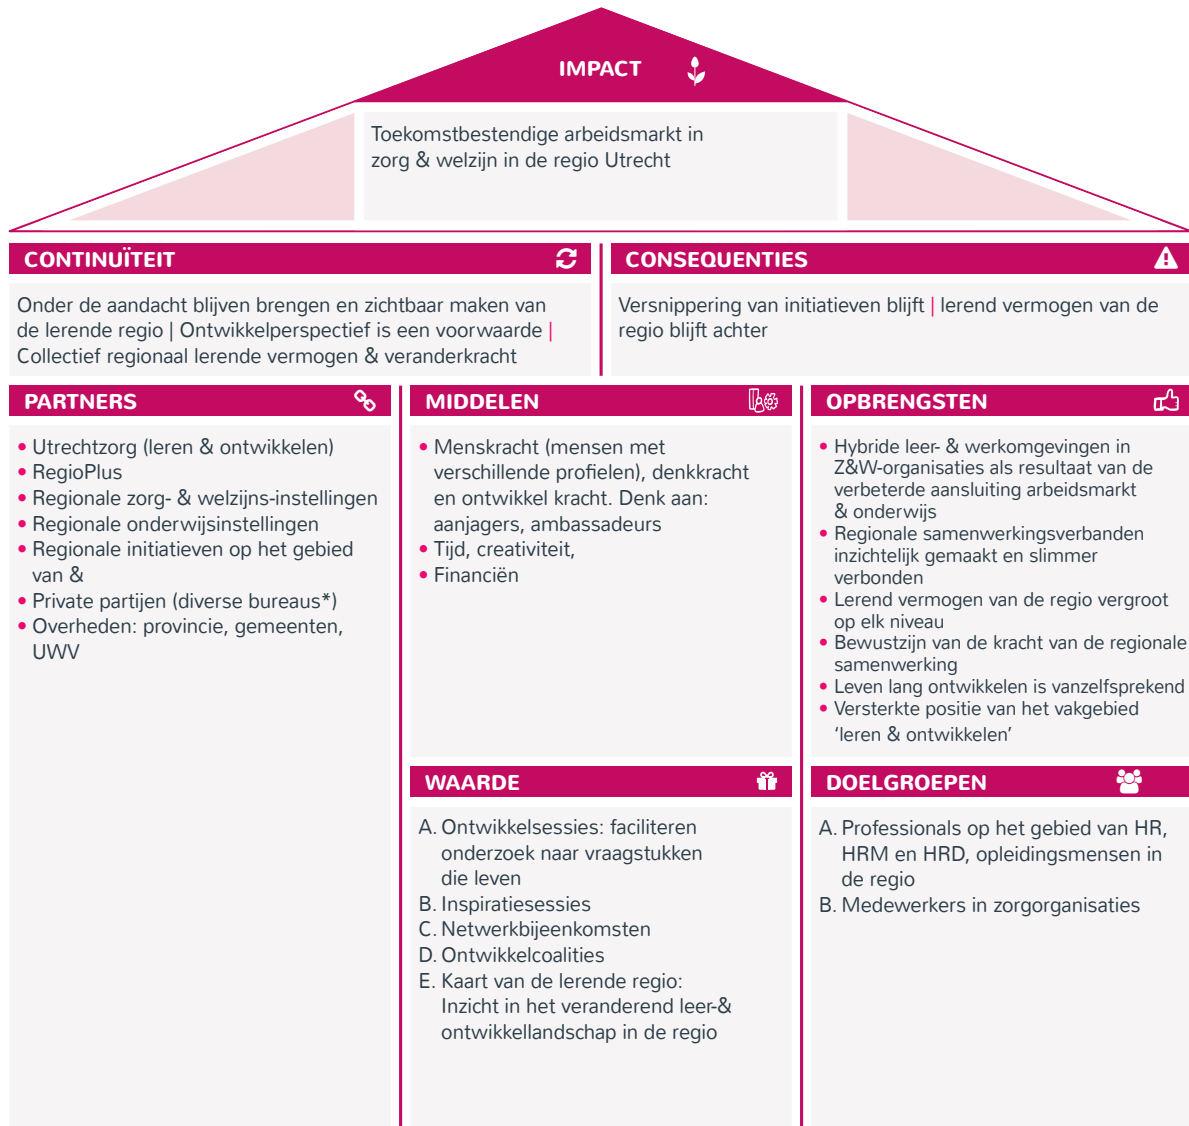 IMPACT
Toekomstbestendige arbeidsmarkt in
zorg & welzijn in de regio Utrecht
CONTINUÏTEIT
Onder de aandacht blijven brengen en zichtbaar maken van
de lerende regio | Ontwikkelperspectief is een voorwaarde |
Collectief regionaal lerende vermogen & veranderkracht
CONSEQUENTIES
Versnippering van initiatieven blijft | lerend vermogen van de
regio blijft achter
PARTNERS
• Utrechtzorg (leren & ontwikkelen)
• RegioPlus
• Regionale zorg- & welzijns-instellingen
• Regionale onderwijsinstellingen
• Regionale initiatieven op het gebied
van &
• Private partijen (diverse bureaus*)
• Overheden: provincie, gemeenten,
UWV
MIDDELEN
• Menskracht (mensen met
verschillende profielen), denkkracht
en ontwikkel kracht. Denk aan:
aanjagers, ambassadeurs
• Tijd, creativiteit,
• Financiën
OPBRENGSTEN
• Hybride leer- & werkomgevingen in
Z&W-organisaties als resultaat van de
verbeterde aansluiting arbeidsmarkt
& onderwijs
• Regionale samenwerkingsverbanden
inzichtelijk gemaakt en slimmer
verbonden
• Lerend vermogen van de regio vergroot
op elk niveau
• Bewustzijn van de kracht van de regionale
samenwerking
• Leven lang ontwikkelen is vanzelfsprekend
• Versterkte positie van het vakgebied
‘leren & ontwikkelen’
WAARDE
A. Ontwikkelsessies: faciliteren
onderzoek naar vraagstukken
die leven
B. Inspiratiesessies
C. Netwerkbijeenkomsten
D. Ontwikkelcoalities
E. Kaart van de lerende regio:
Inzicht in het veranderend leer-&
ontwikkellandschap in de regio
DOELGROEPEN
A. Professionals op het gebied van HR,
HRM en HRD, opleidingsmensen in
de regio
B. Medewerkers in zorgorganisaties